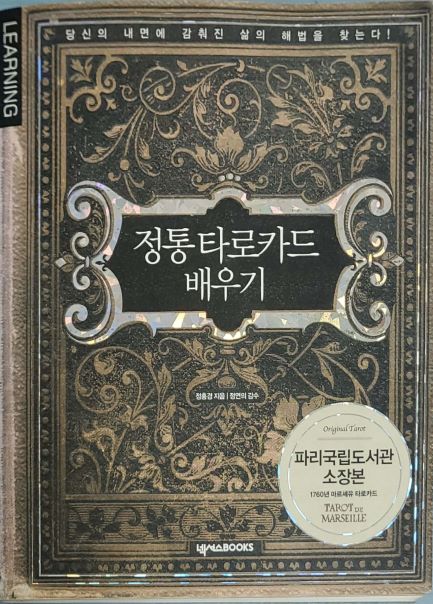 LEARNING
당신의 내면에 감춰진 삶의 해법을 찾는다!
정통 타로카드
배우기
정홍경 지음 | 정연의 감수
Original Tarot
파리국립도서관
소장본
1760년 마르세유 타로카드
TAROT DE
MARSEILLE
넥서스BOOKS